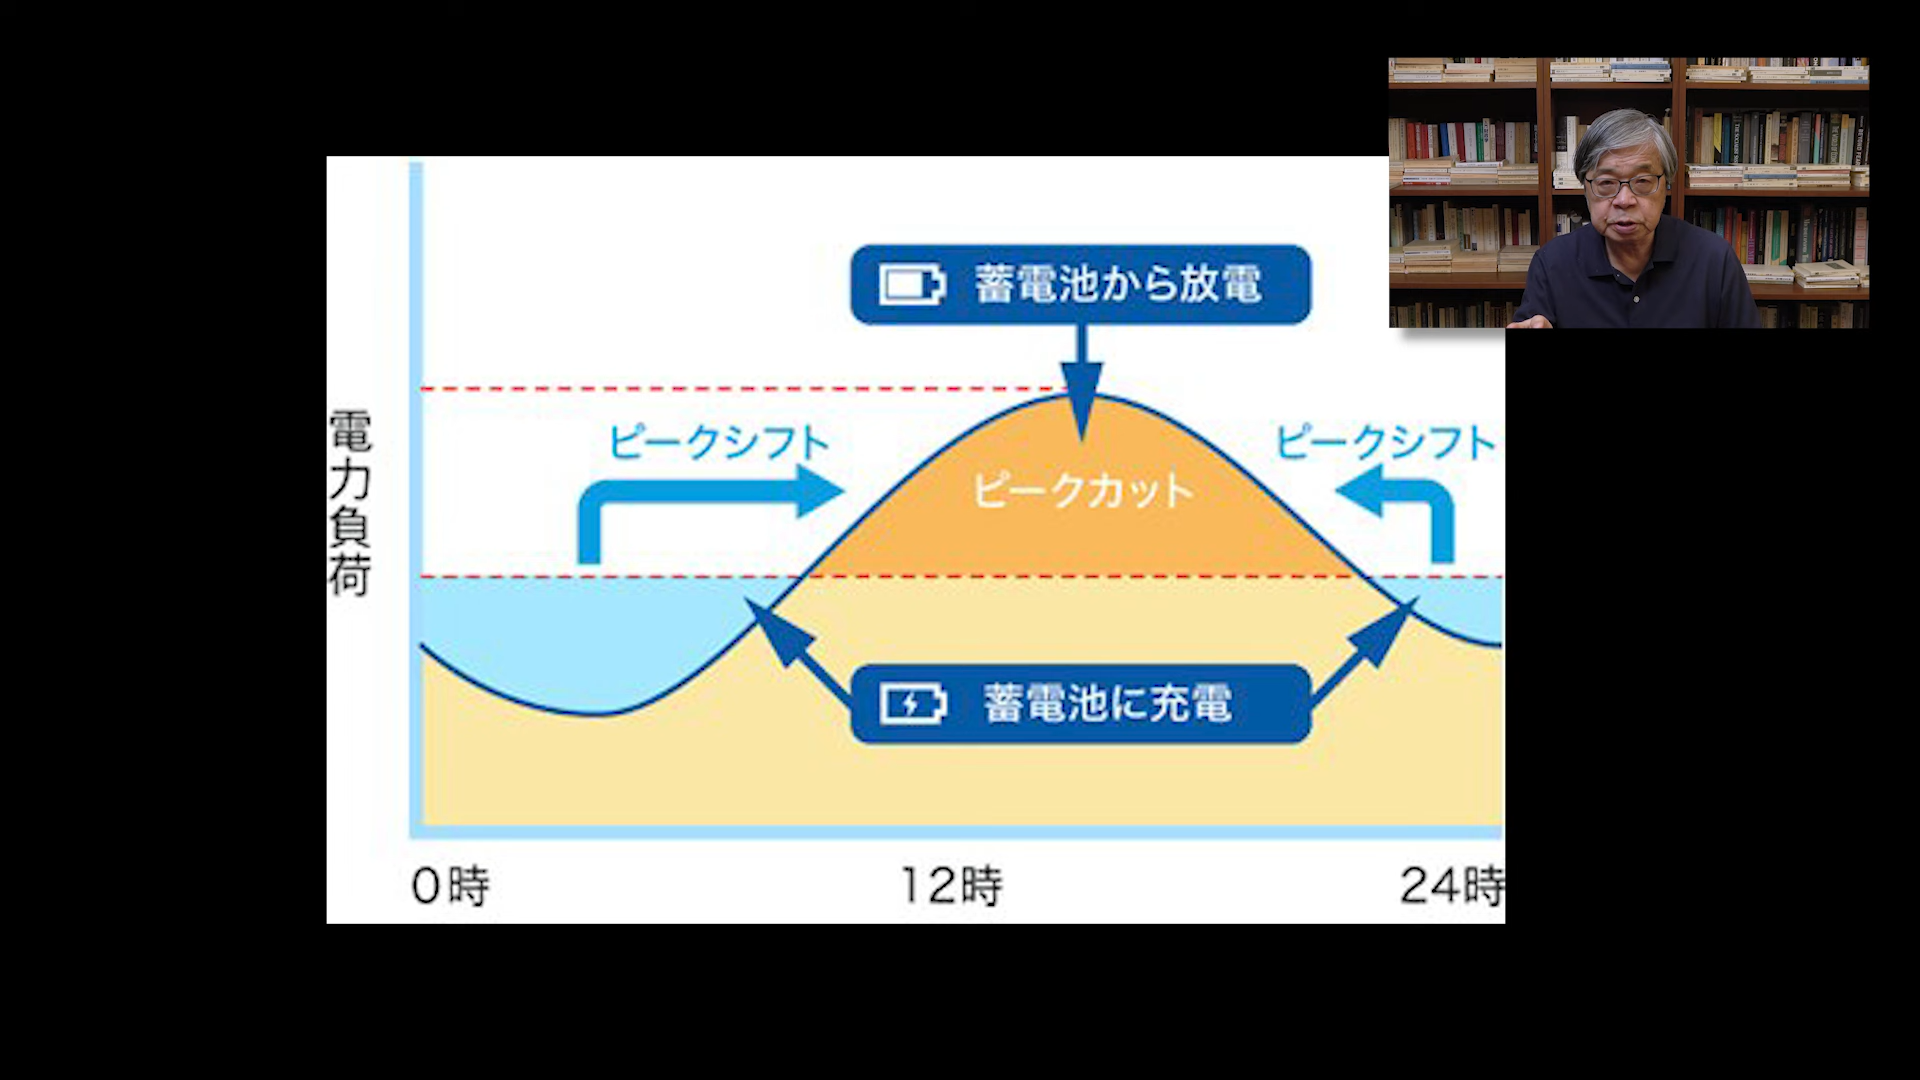 蓄電池から放電
ピークシフト
ピークシフト
ピークカット
電力負荷
蓄電池に充電
0時
12時
24時